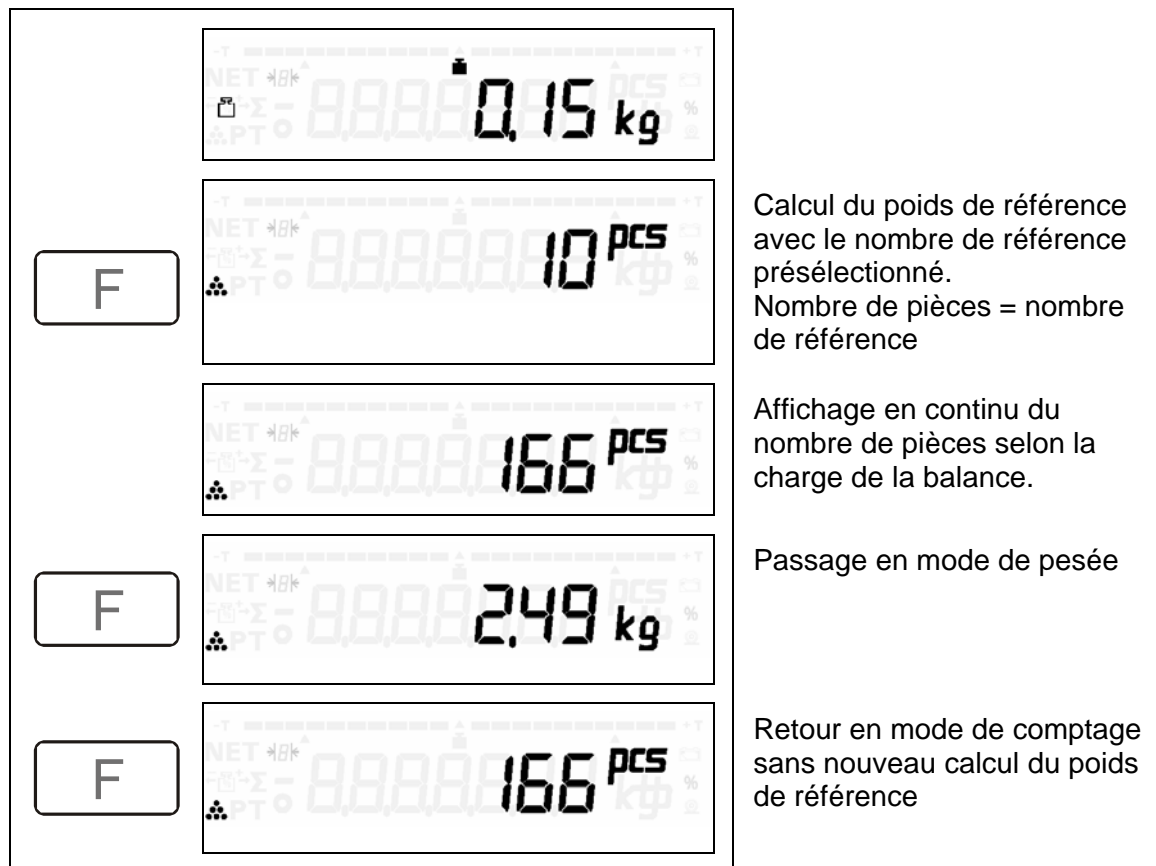 0,15 kg
F
10 pcs
Calcul du poids de référence
avec le nombre de référence
présélectionné.
Nombre de pièces = nombre
de référence
166 pcs
Affichage en continu du
nombre de pièces selon la
charge de la balance.
F
2,49 kg
Passage en mode de pesée
F
166 pcs
Retour en mode de comptage
sans nouveau calcul du poids
de référence